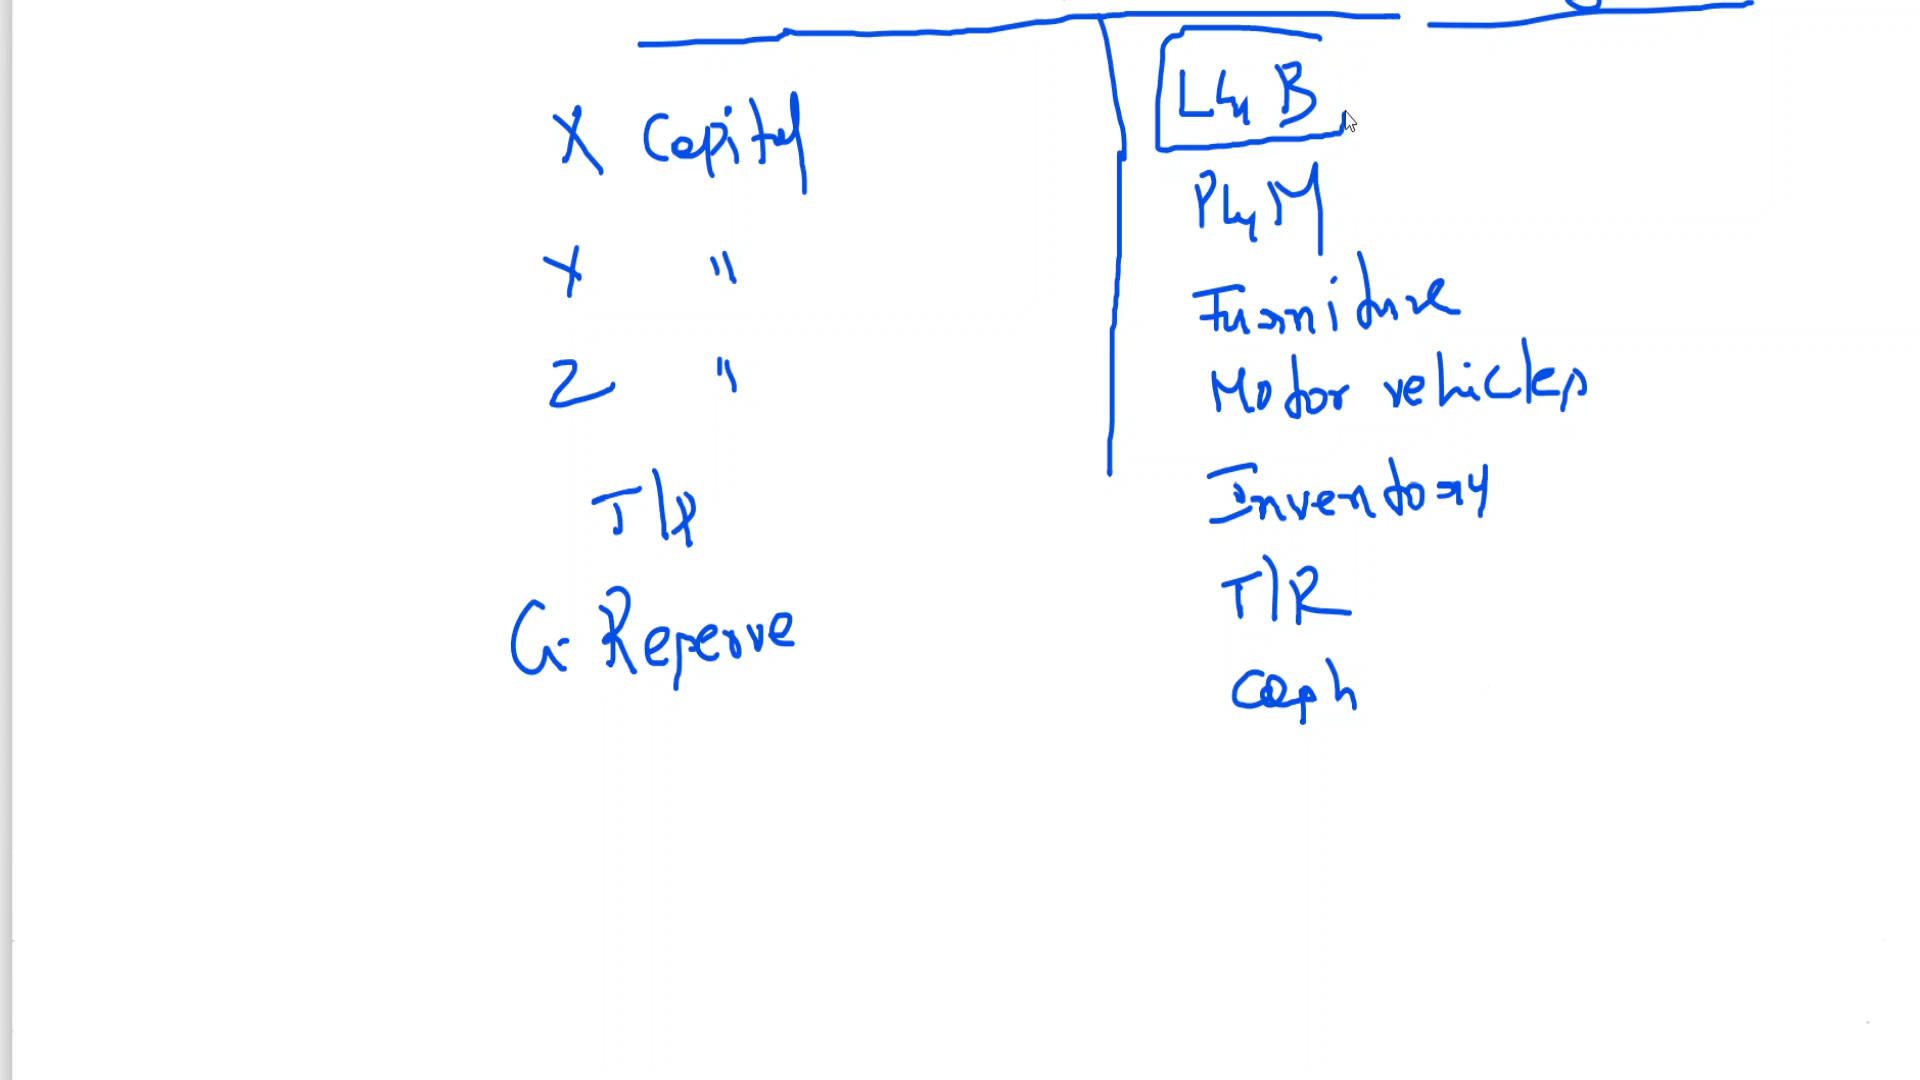 X Capital
Y "
Z "
T/P
G. Reserve
L & B
P & M
Furniture
Motor vehicles
Inventory
T/R
Cash